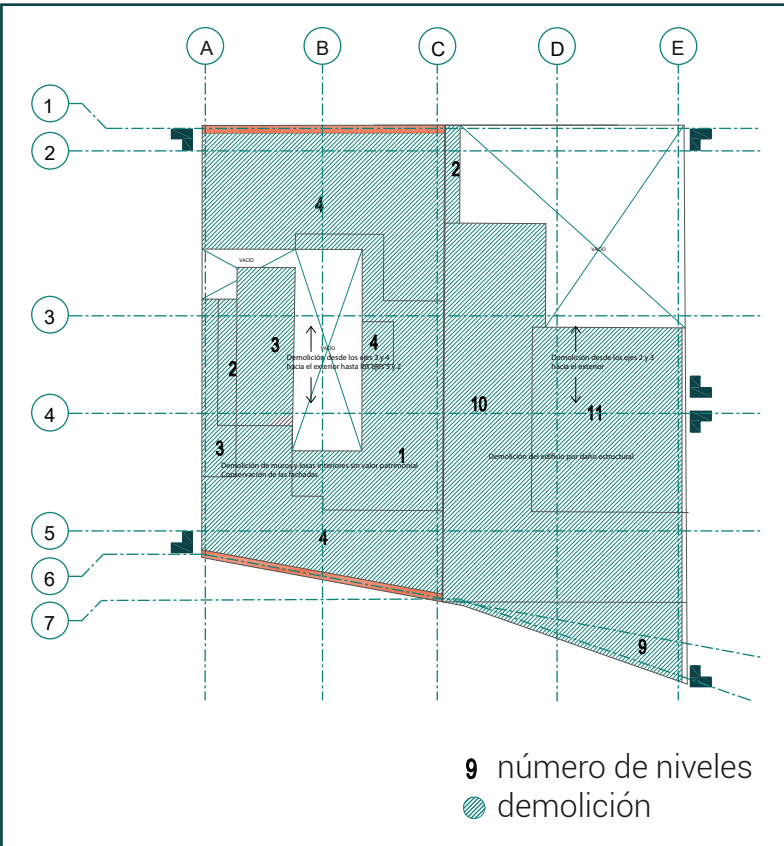 A B C D E
1
2
2
4
VACIO
VACIO
3
3
4
VACIO
Demolición desde los ejes 3 y 4
hacia el exterior hasta los ejes 5 y 2
Demolición desde los ejes 2 y 3
hacia el exterior
2
10
11
4
3
1
Demolición de muros y losas interiores sin valor patrimonial
Conservación de las fachadas
Demolición del edificio por daño estructural
5
4
6
7
9
9 número de niveles
demolición